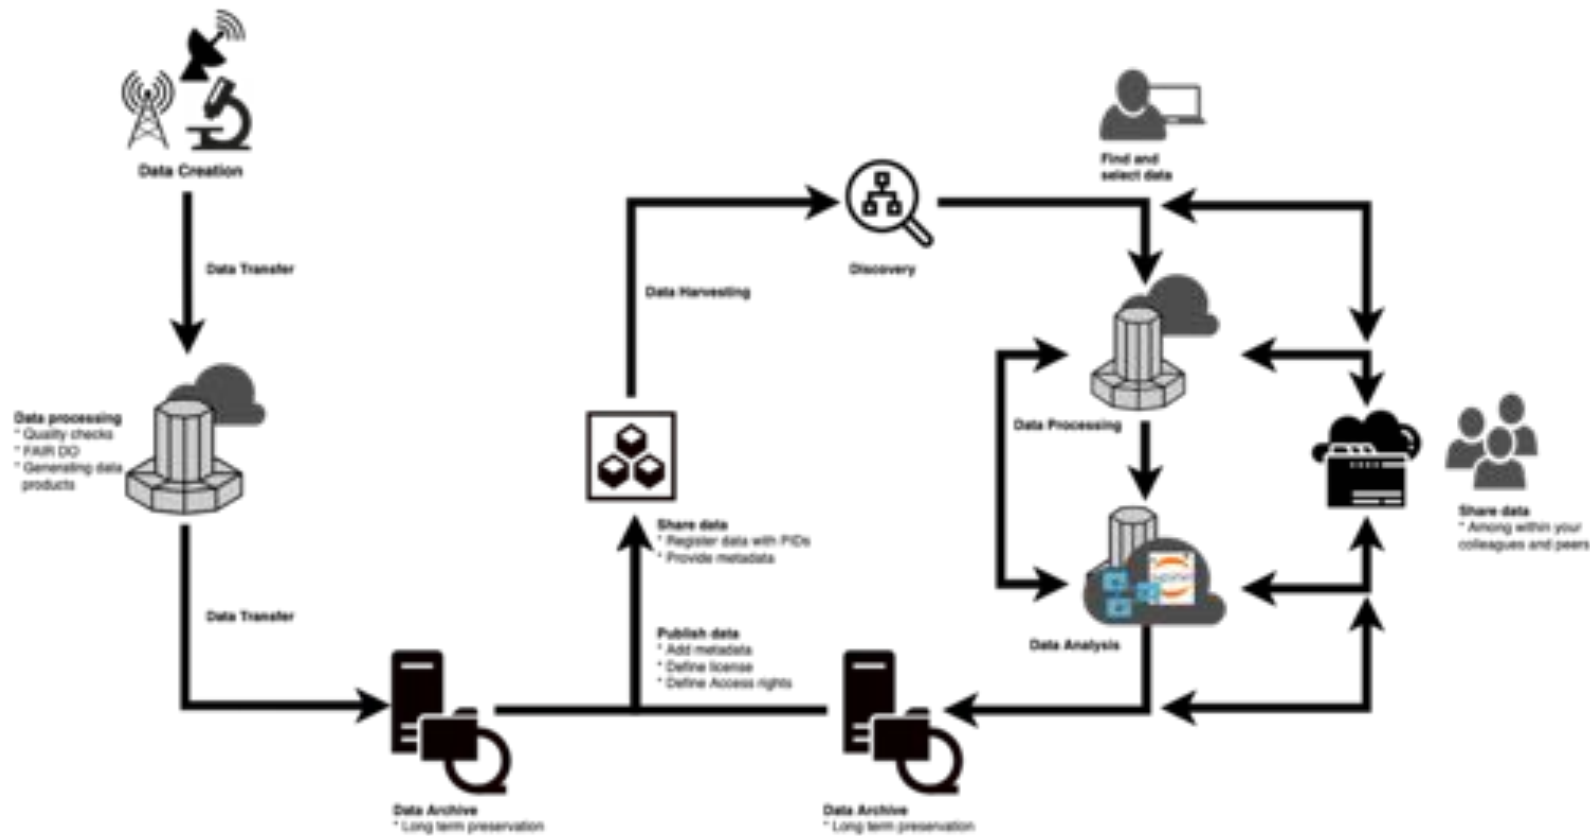 Data Creation
Data Transfer
Data processing
* Quality checks
* FAIR DO
* Generating data
products
Data Transfer
Data Archive
* Long term preservation
Publish data
* Add metadata
* Define license
* Define Access rights
Share data
* Register data with PIDs
* Provide metadata
Data Harvesting
Discovery
Find and
select data
Data Processing
Data Analysis
Share data
* Among within your
colleagues and peers
Data Archive
* Long term preservation